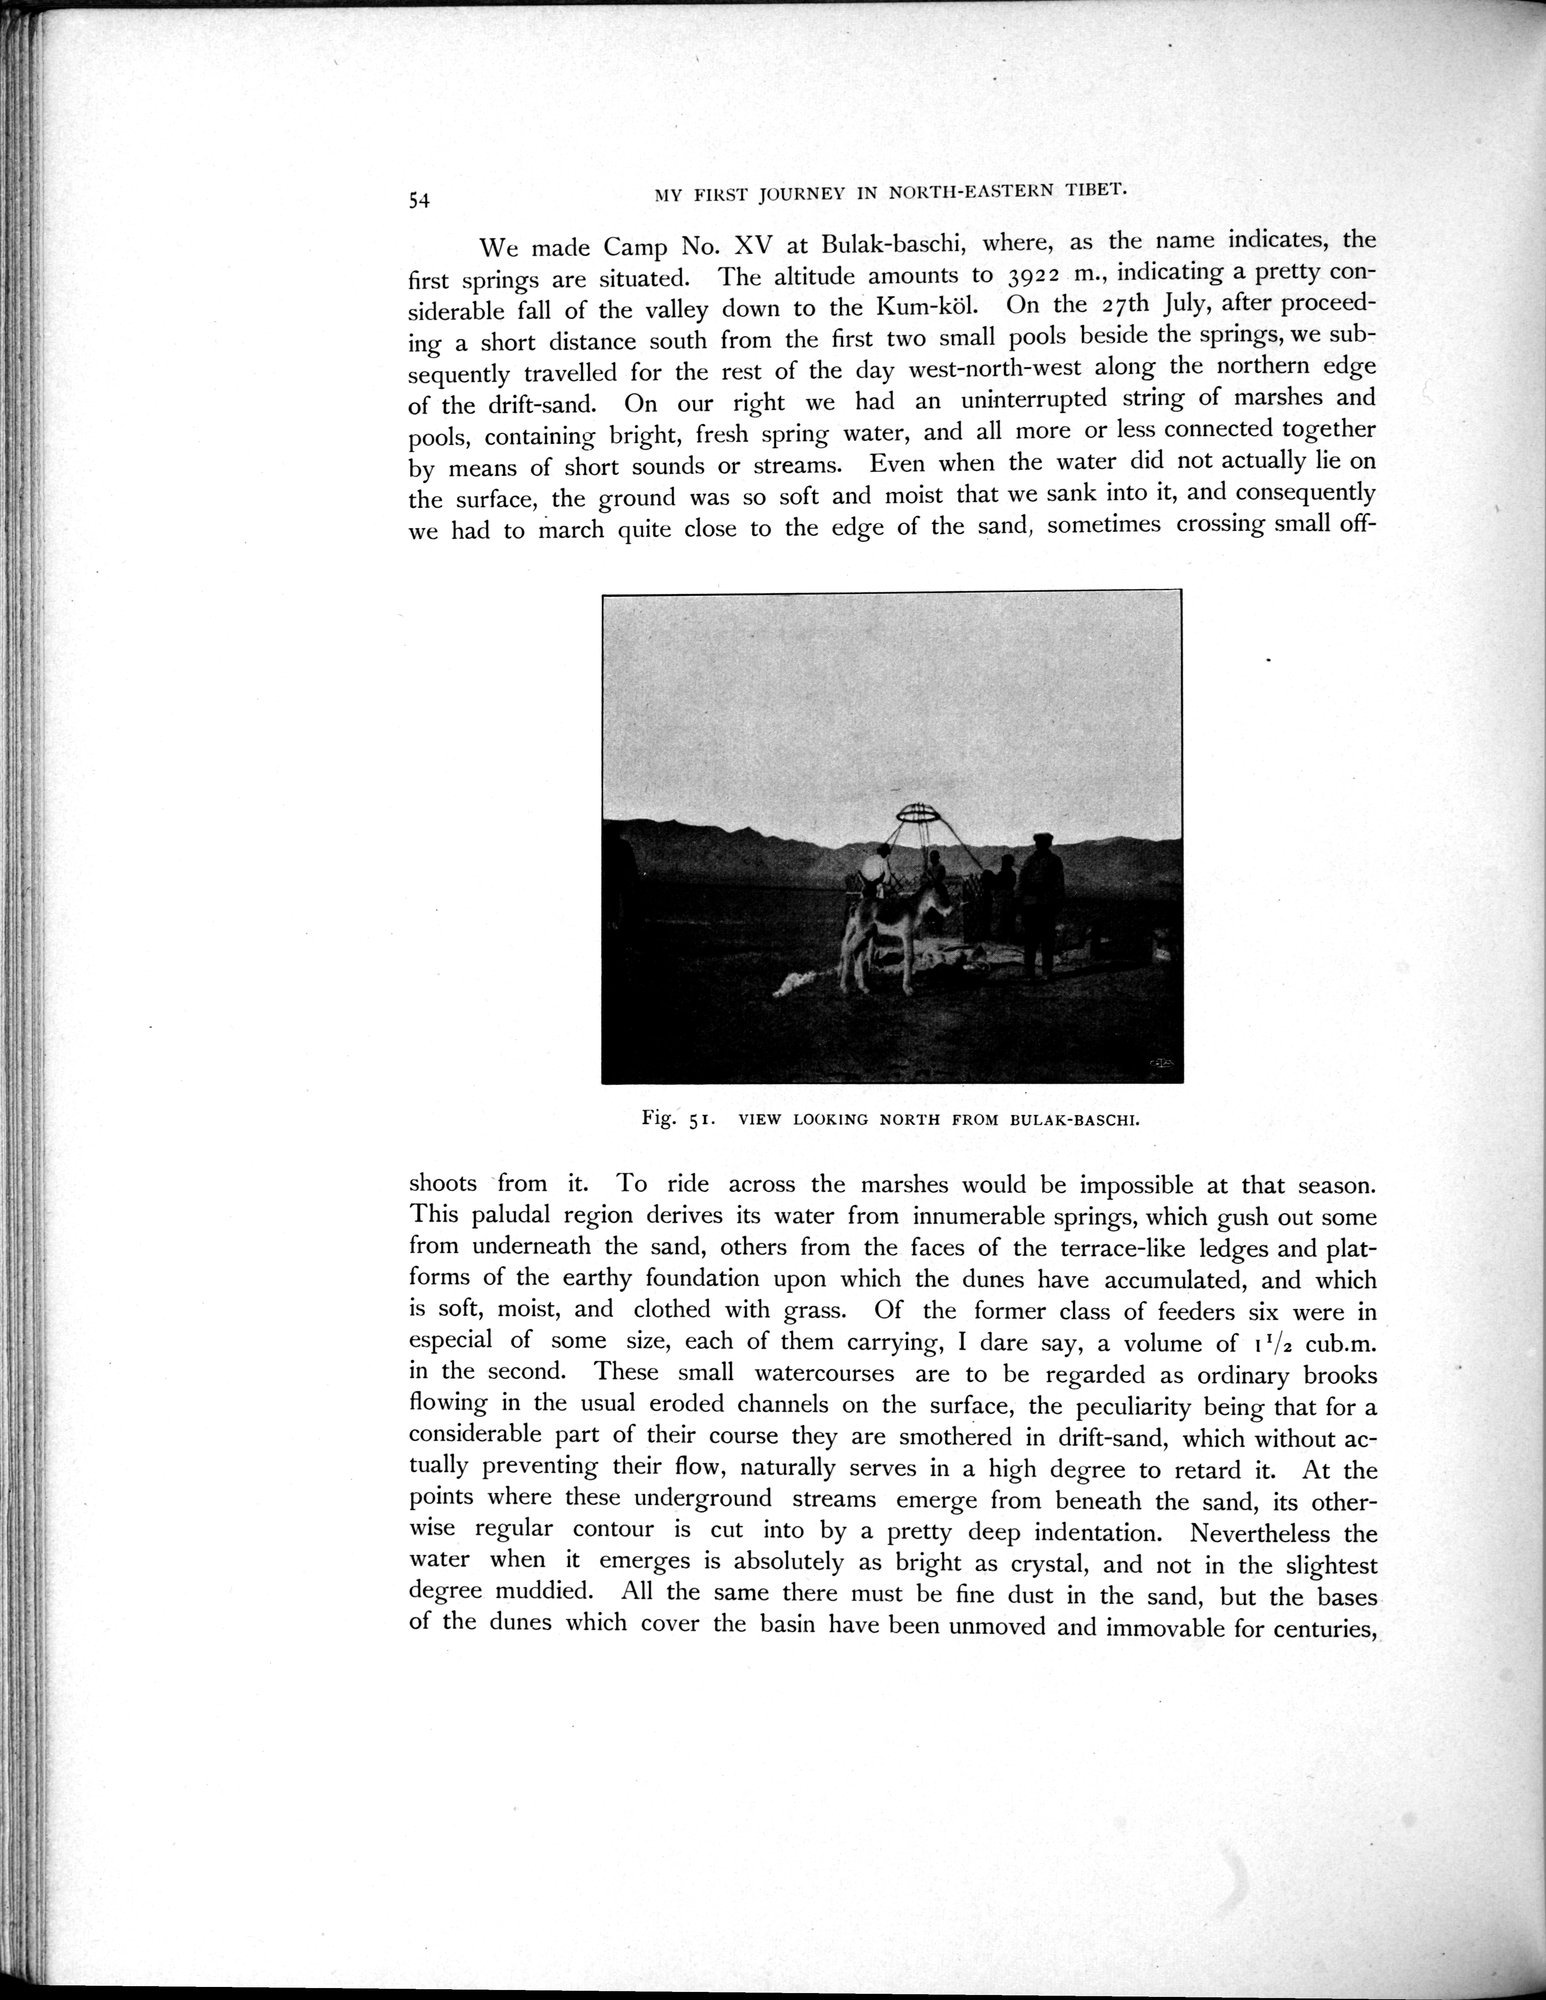 54
MY FIRST JOURNEY IN NORTH-EASTERN TIBET.
We made Camp No. XV at Bulak-baschi, where, as the name indicates, the
first springs are situated. The altitude amounts to 3922 m., indicating a pretty con-
siderable fall of the valley down to the Kum-köl. On the 27th July, after proceed-
ing a short distance south from the first two small pools beside the springs, we sub-
sequently travelled for the rest of the day west-north-west along the northern edge
of the drift-sand. On our right we had an uninterrupted string of marshes and
pools, containing bright, fresh spring water, and all more or less connected together
by means of short sounds or streams. Even when the water did not actually lie on
the surface, the ground was so soft and moist that we sank into it, and consequently
we had to march quite close to the edge of the sand, sometimes crossing small off-
Fig. 51. VIEW LOOKING NORTH FROM BULAK-BASCHI.
shoots from it. To ride across the marshes would be impossible at that season.
This paludal region derives its water from innumerable springs, which gush out some
from underneath the sand, others from the faces of the terrace-like ledges and plat-
forms of the earthy foundation upon which the dunes have accumulated, and which
is soft, moist, and clothed with grass. Of the former class of feeders six were in
especial of some size, each of them carrying, I dare say, a volume of 1 1/2 cub.m.
in the second. These small watercourses are to be regarded as ordinary brooks
flowing in the usual eroded channels on the surface, the peculiarity being that for a
considerable part of their course they are smothered in drift-sand, which without ac-
tually preventing their flow, naturally serves in a high degree to retard it. At the
points where these underground streams emerge from beneath the sand, its other-
wise regular contour is cut into by a pretty deep indentation. Nevertheless the
water when it emerges is absolutely as bright as crystal, and not in the slightest
degree muddied. All the same there must be fine dust in the sand, but the bases
of the dunes which cover the basin have been unmoved and immovable for centuries,